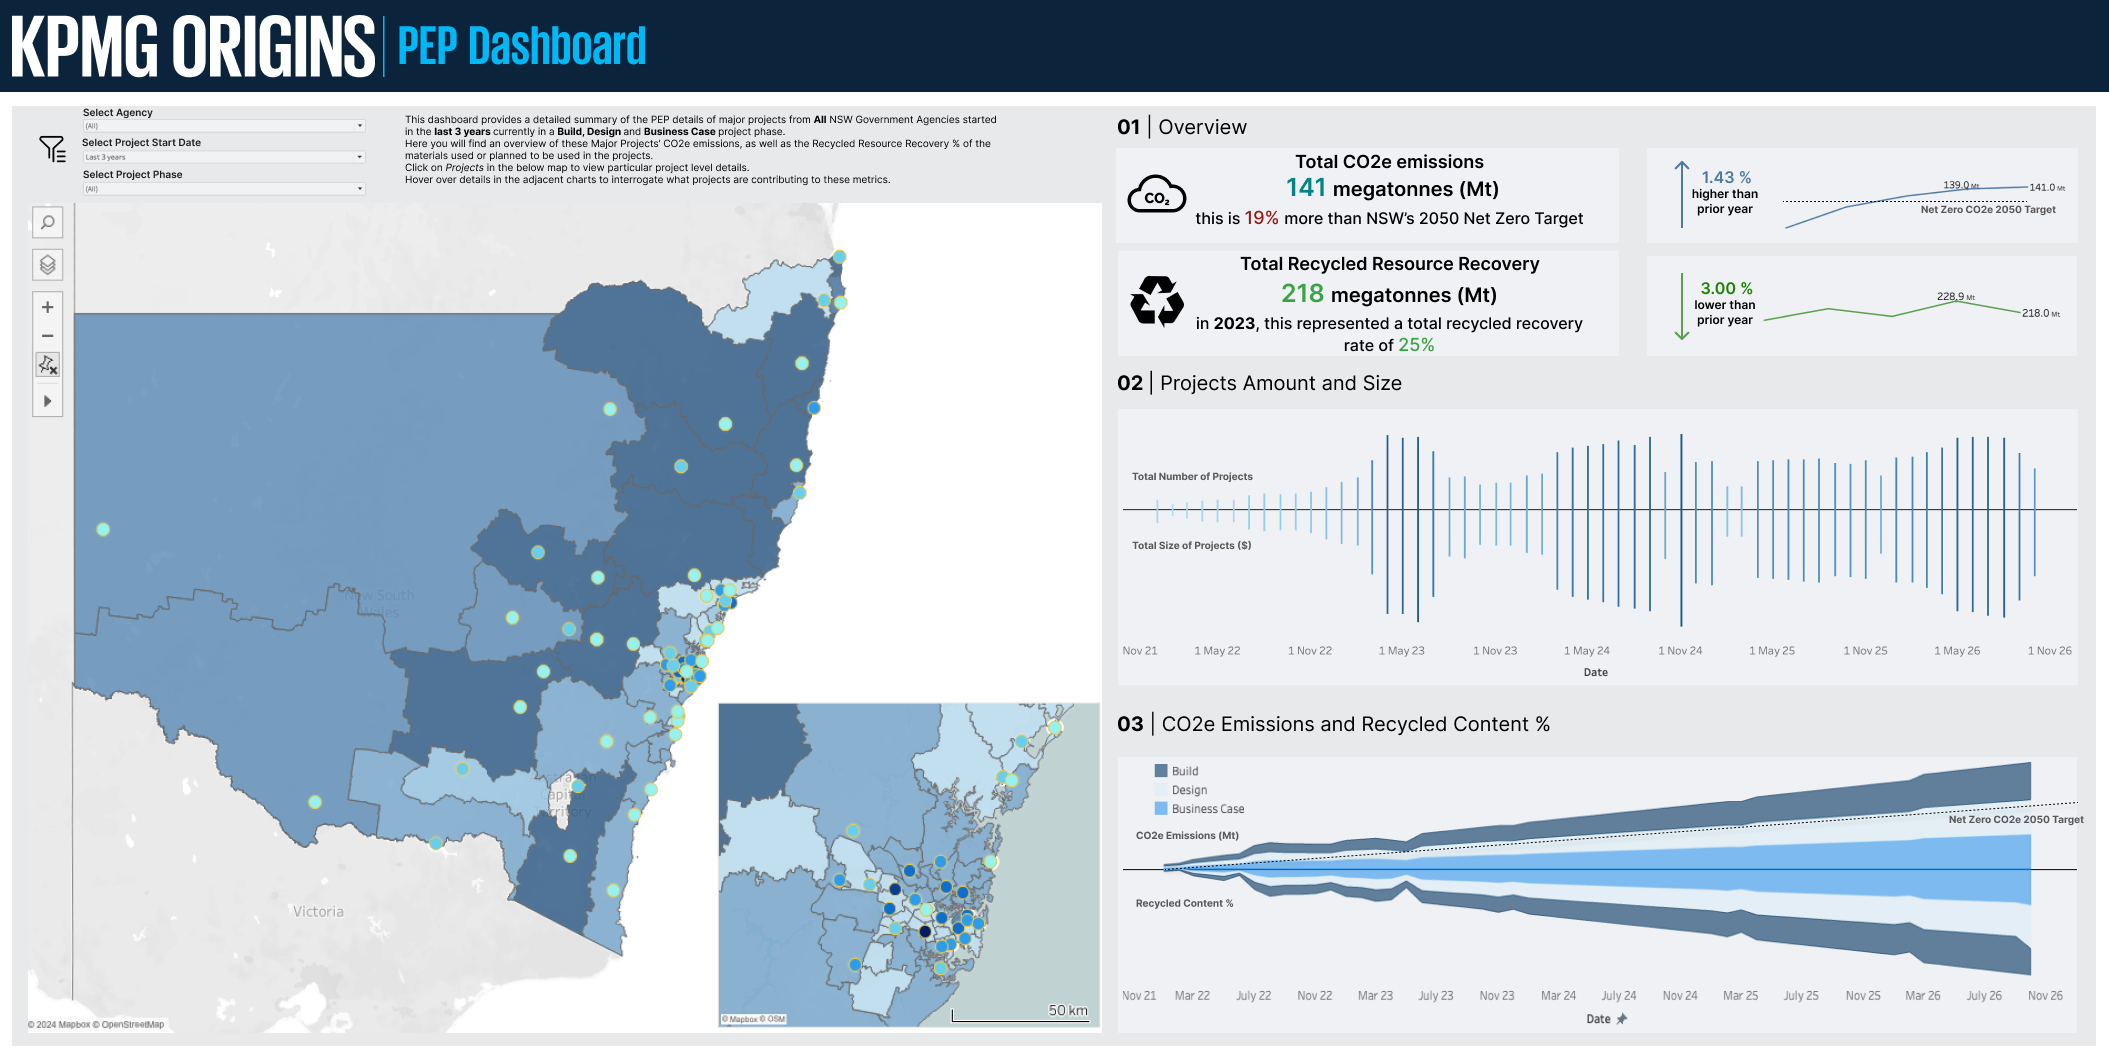 KPMG ORIGINS | PEP Dashboard
Select Agency
(All)
Select Project Start Date
Last 3 years
Select Project Phase
(All)
This dashboard provides a detailed summary of the PEP details of major projects from All NSW Government Agencies started
in the last 3 years currently in a Build, Design and Business Case project phase.
Here you will find an overview of these Major Projects' CO2e emissions, as well as the Recycled Resource Recovery % of the
materials used or planned to be used in the projects.
Click on Projects in the below map to view particular project level details.
Hover over details in the adjacent charts to interrogate what projects are contributing to these metrics.
New South
Wales
Australian
Capital
Territory
Victoria
© 2024 Mapbox © OpenStreetMap
© Mapbox © OSM
50 km
01 | Overview
CO₂
Total CO2e emissions
141 megatonnes (Mt)
this is 19% more than NSW's 2050 Net Zero Target
1.43 %
higher than
prior year
139.0 Mt
141.0 Mt
Net Zero CO2e 2050 Target
Total Recycled Resource Recovery
218 megatonnes (Mt)
in 2023, this represented a total recycled recovery
rate of 25%
3.00 %
lower than
prior year
228.9 Mt
218.0 Mt
02 | Projects Amount and Size
Total Number of Projects
Total Size of Projects ($)
Nov 21 1 May 22 1 Nov 22 1 May 23 1 Nov 23 1 May 24 1 Nov 24 1 May 25 1 Nov 25 1 May 26 1 Nov 26
Date
03 | CO2e Emissions and Recycled Content %
Build
Design
Business Case
CO2e Emissions (Mt)
Net Zero CO2e 2050 Target
Recycled Content %
Nov 21 Mar 22 July 22 Nov 22 Mar 23 July 23 Nov 23 Mar 24 July 24 Nov 24 Mar 25 July 25 Nov 25 Mar 26 July 26 Nov 26
Date